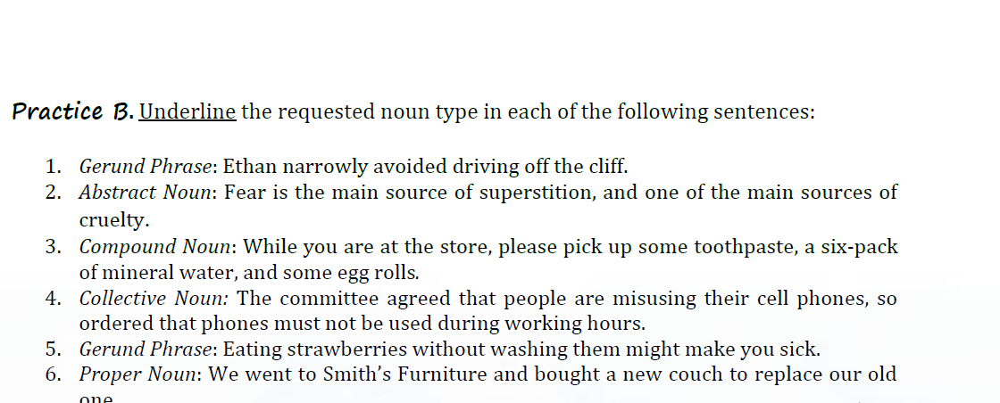 Practice B. Underline the requested noun type in each of the following sentences:
1. Gerund Phrase: Ethan narrowly avoided driving off the cliff.
2. Abstract Noun: Fear is the main source of superstition, and one of the main sources of
cruelty.
3. Compound Noun: While you are at the store, please pick up some toothpaste, a six-pack
of mineral water, and some egg rolls.
4. Collective Noun: The committee agreed that people are misusing their cell phones, so
ordered that phones must not be used during working hours.
5. Gerund Phrase: Eating strawberries without washing them might make you sick.
6. Proper Noun: We went to Smith’s Furniture and bought a new couch to replace our old
one